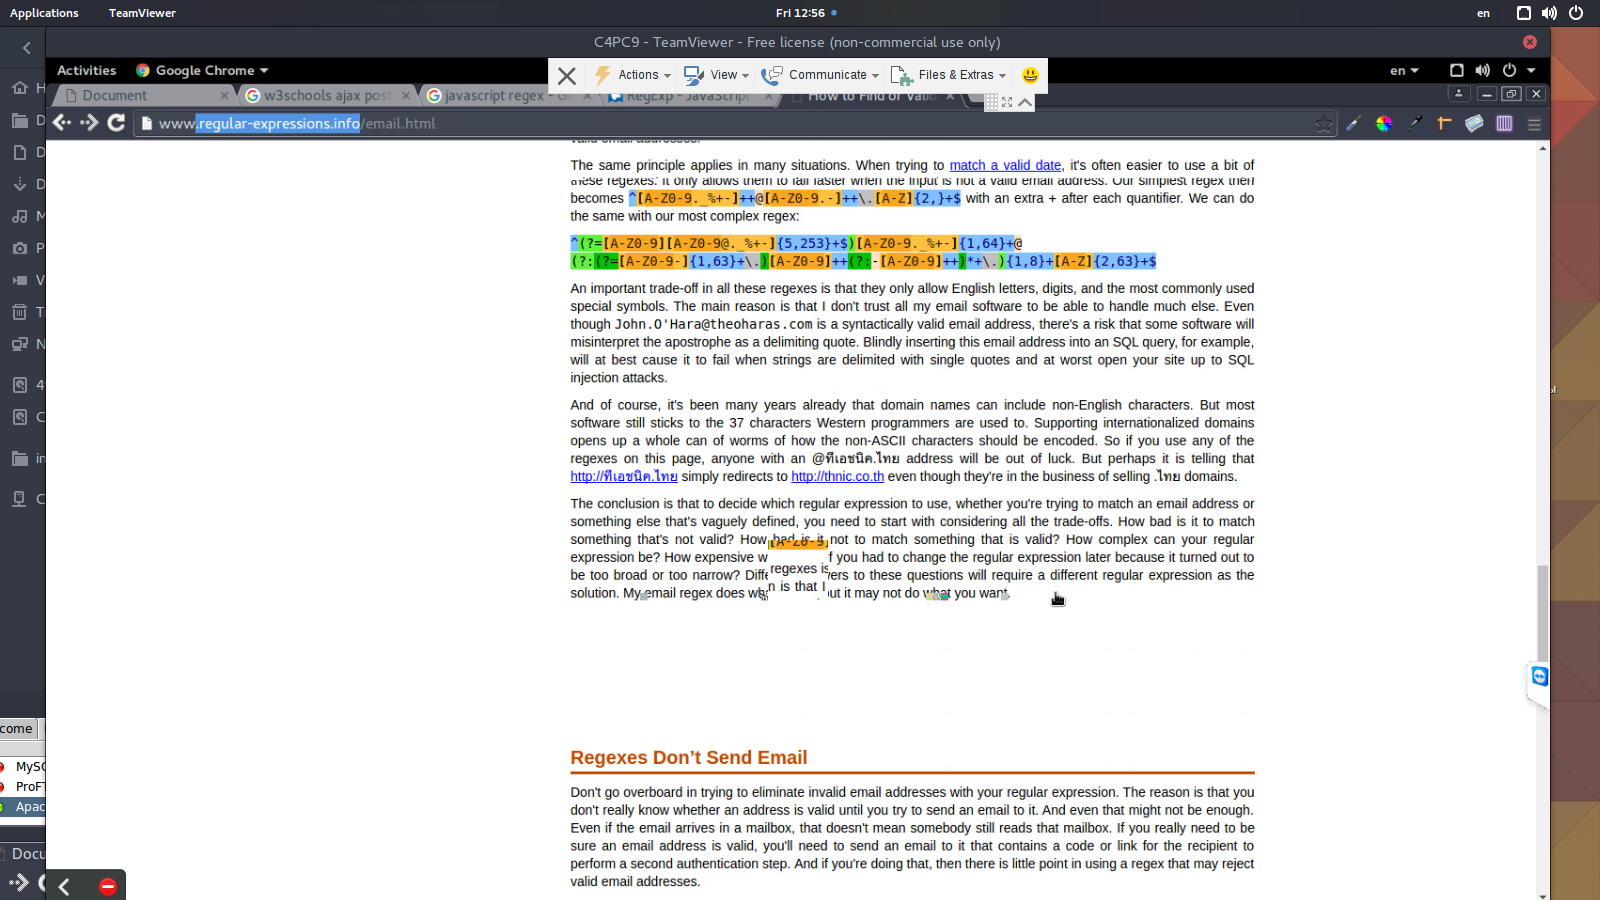 Applications TeamViewer Fri 12:56 en
C4PC9 - TeamViewer - Free license (non-commercial use only)
Activities Google Chrome en
Actions View Communicate Files & Extras
Document w3schools ajax post javascript regex - G RegExp - JavaScript How to Find or Valid
www.regular-expressions.info/email.html
The same principle applies in many situations. When trying to match a valid date, it's often easier to use a bit of
these regexes. It only allows them to fail faster when the input is not a valid email address. Our simplest regex then
becomes ^[A-Z0-9._%+-]++@[A-Z0-9.-]++\.[A-Z]{2,}+$ with an extra + after each quantifier. We can do
the same with our most complex regex:
^(?=[A-Z0-9][A-Z0-9@._%+-]{5,253}+$)[A-Z0-9._%+-]{1,64}+@
(?:(?=[A-Z0-9-]{1,63}+\.)[A-Z0-9]++(?:-[A-Z0-9]++)*+\.){1,8}+[A-Z]{2,63}+$
An important trade-off in all these regexes is that they only allow English letters, digits, and the most commonly used
special symbols. The main reason is that I don't trust all my email software to be able to handle much else. Even
though John.O'Hara@theoharas.com is a syntactically valid email address, there's a risk that some software will
misinterpret the apostrophe as a delimiting quote. Blindly inserting this email address into an SQL query, for example,
will at best cause it to fail when strings are delimited with single quotes and at worst open your site up to SQL
injection attacks.
And of course, it's been many years already that domain names can include non-English characters. But most
software still sticks to the 37 characters Western programmers are used to. Supporting internationalized domains
opens up a whole can of worms of how the non-ASCII characters should be encoded. So if you use any of the
regexes on this page, anyone with an @ทีเอชนิค.ไทย address will be out of luck. But perhaps it is telling that
http://ทีเอชนิค.ไทย simply redirects to http://thnic.co.th even though they're in the business of selling .ไทย domains.
The conclusion is that to decide which regular expression to use, whether you're trying to match an email address or
something else that's vaguely defined, you need to start with considering all the trade-offs. How bad is it to match
something that's not valid? How bad is it not to match something that is valid? How complex can your regular
[A-Z0-9]
expression be? How expensive w f you had to change the regular expression later because it turned out to
regexes is
be too broad or too narrow? Diffe vers to these questions will require a different regular expression as the
n is that I
solution. My email regex does wha out it may not do what you want.
Regexes Don't Send Email
Don't go overboard in trying to eliminate invalid email addresses with your regular expression. The reason is that you
don't really know whether an address is valid until you try to send an email to it. And even that might not be enough.
Even if the email arrives in a mailbox, that doesn't mean somebody still reads that mailbox. If you really need to be
sure an email address is valid, you'll need to send an email to it that contains a code or link for the recipient to
perform a second authentication step. And if you're doing that, then there is little point in using a regex that may reject
valid email addresses.
H
D
D
D
M
P
V
T
N
4
C
in
C
come
MySC
ProFT
Apac
Docu